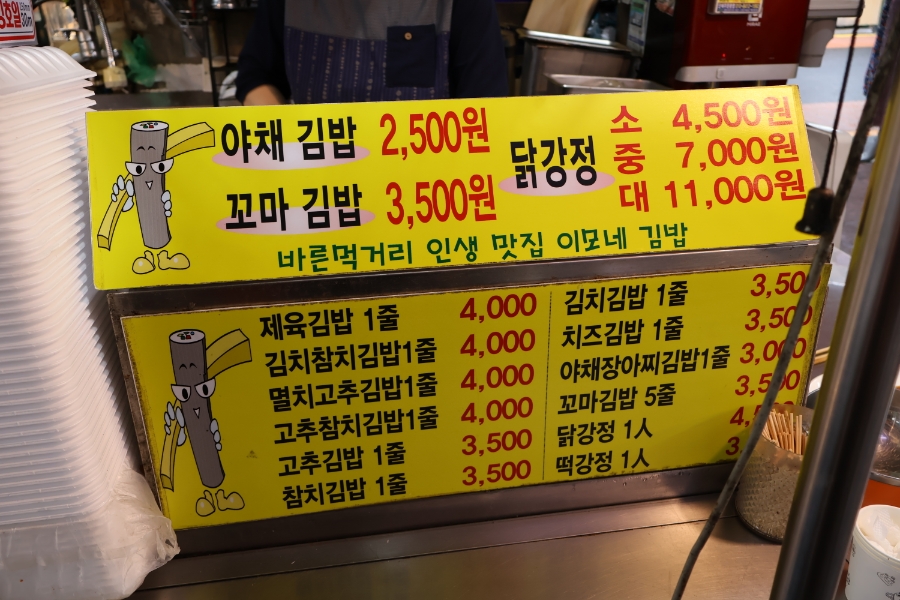 야채 김밥 2,500원
꼬마 김밥 3,500원
닭강정
소 4,500원
중 7,000원
대 11,000원
바른먹거리 인생 맛집 이모네 김밥
제육김밥 1줄 4,000
김치참치김밥1줄 4,000
멸치고추김밥1줄 4,000
고추참치김밥1줄 4,000
고추김밥 1줄 3,500
참치김밥 1줄 3,500
김치김밥 1줄 3,500
치즈김밥 1줄 3,500
야채장아찌김밥1줄 3,000
꼬마김밥 5줄 3,500
닭강정 1人
떡강정 1人